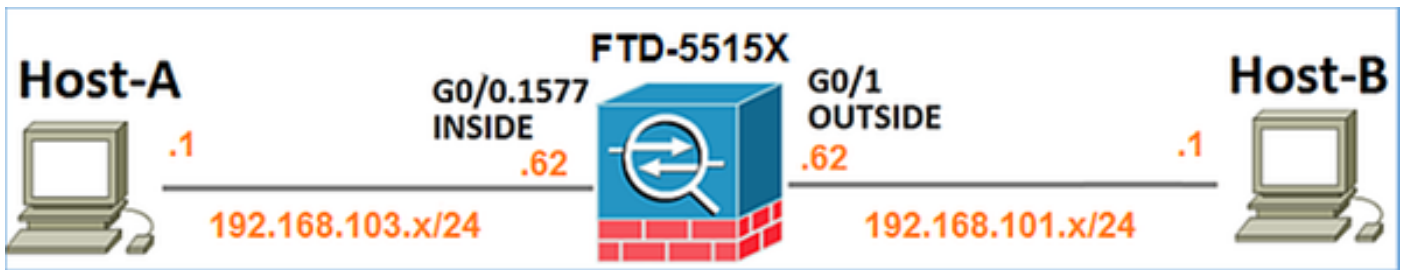 FTD-5515X
Host-A
G0/0.1577
INSIDE
G0/1
OUTSIDE
Host-B
.1
.62
.62
.1
192.168.103.x/24
192.168.101.x/24